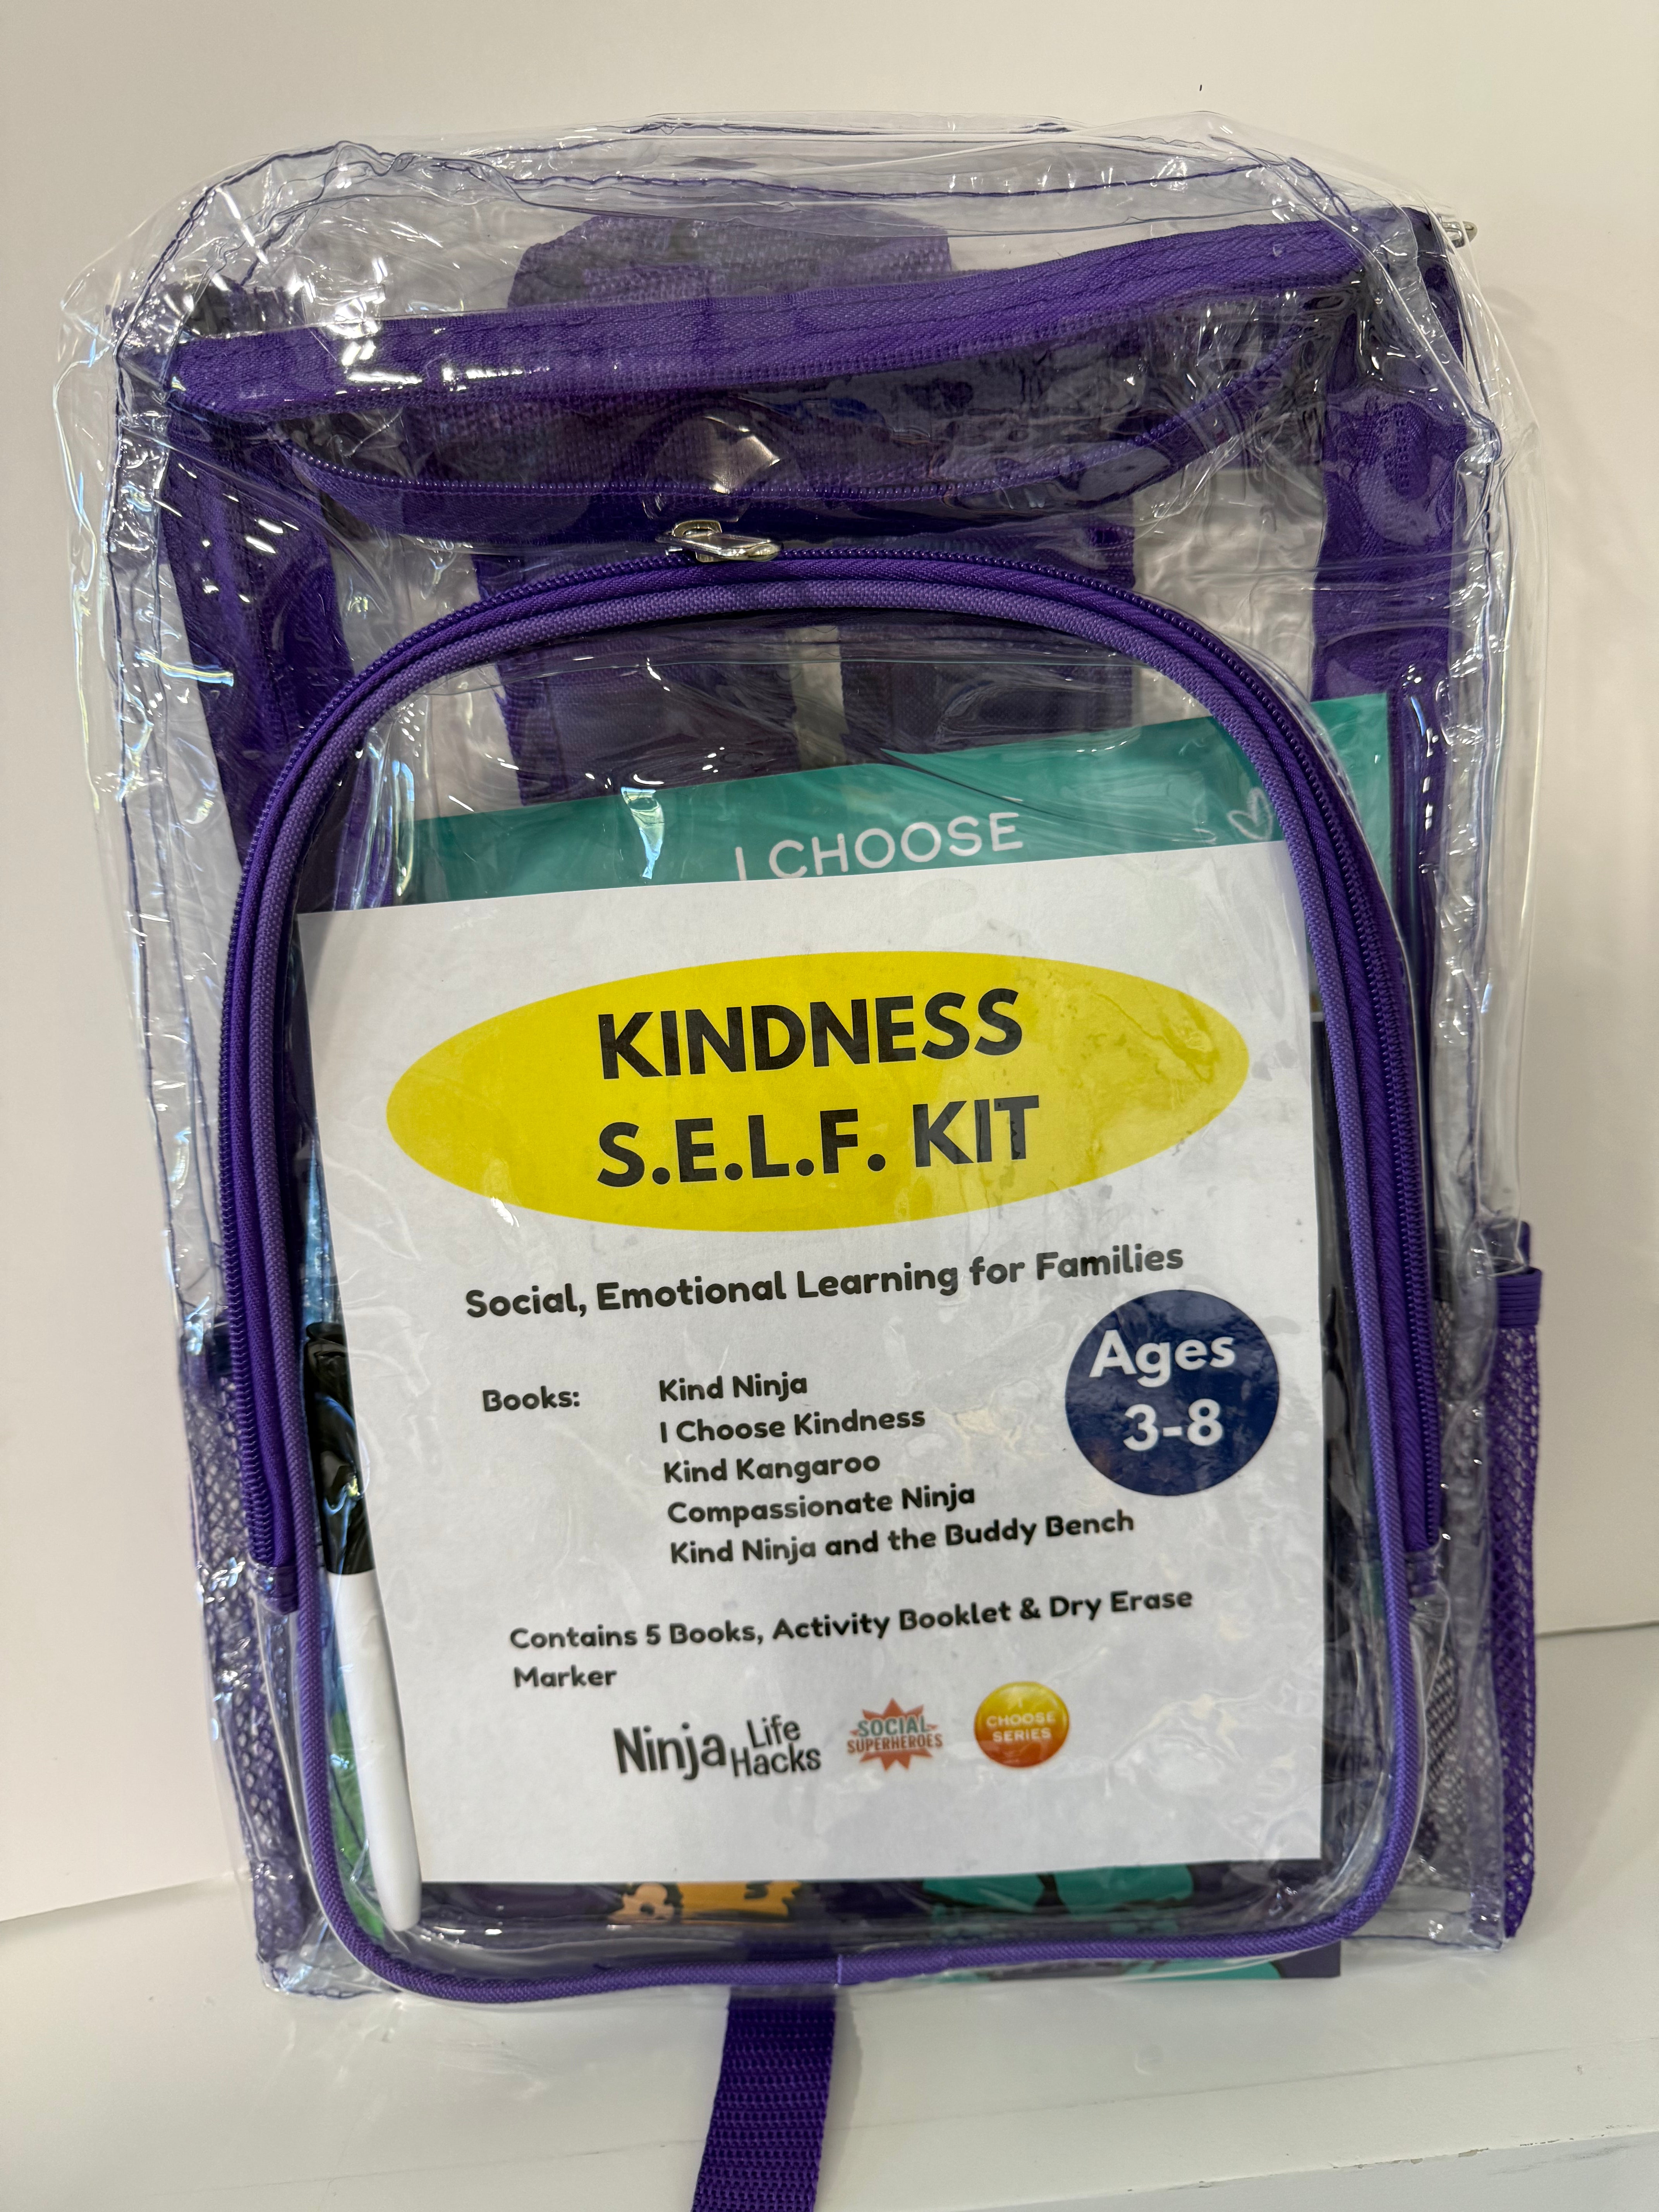 I CHOOSE
KINDNESS
S.E.L.F. KIT
Social, Emotional Learning for Families
Ages
3-8
Books:
Kind Ninja
I Choose Kindness
Kind Kangaroo
Compassionate Ninja
Kind Ninja and the Buddy Bench
Contains 5 Books, Activity Booklet & Dry Erase
Marker
Ninja Life
Hacks
SOCIAL
SUPERHEROES
CHOOSE
SERIES